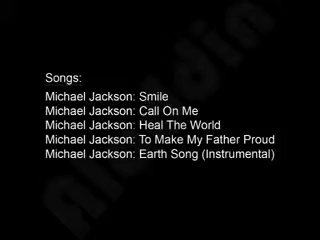 Songs:
Michael Jackson: Smile
Michael Jackson: Call On Me
Michael Jackson: Heal The World
Michael Jackson: To Make My Father Proud
Michael Jackson: Earth Song (Instrumental)